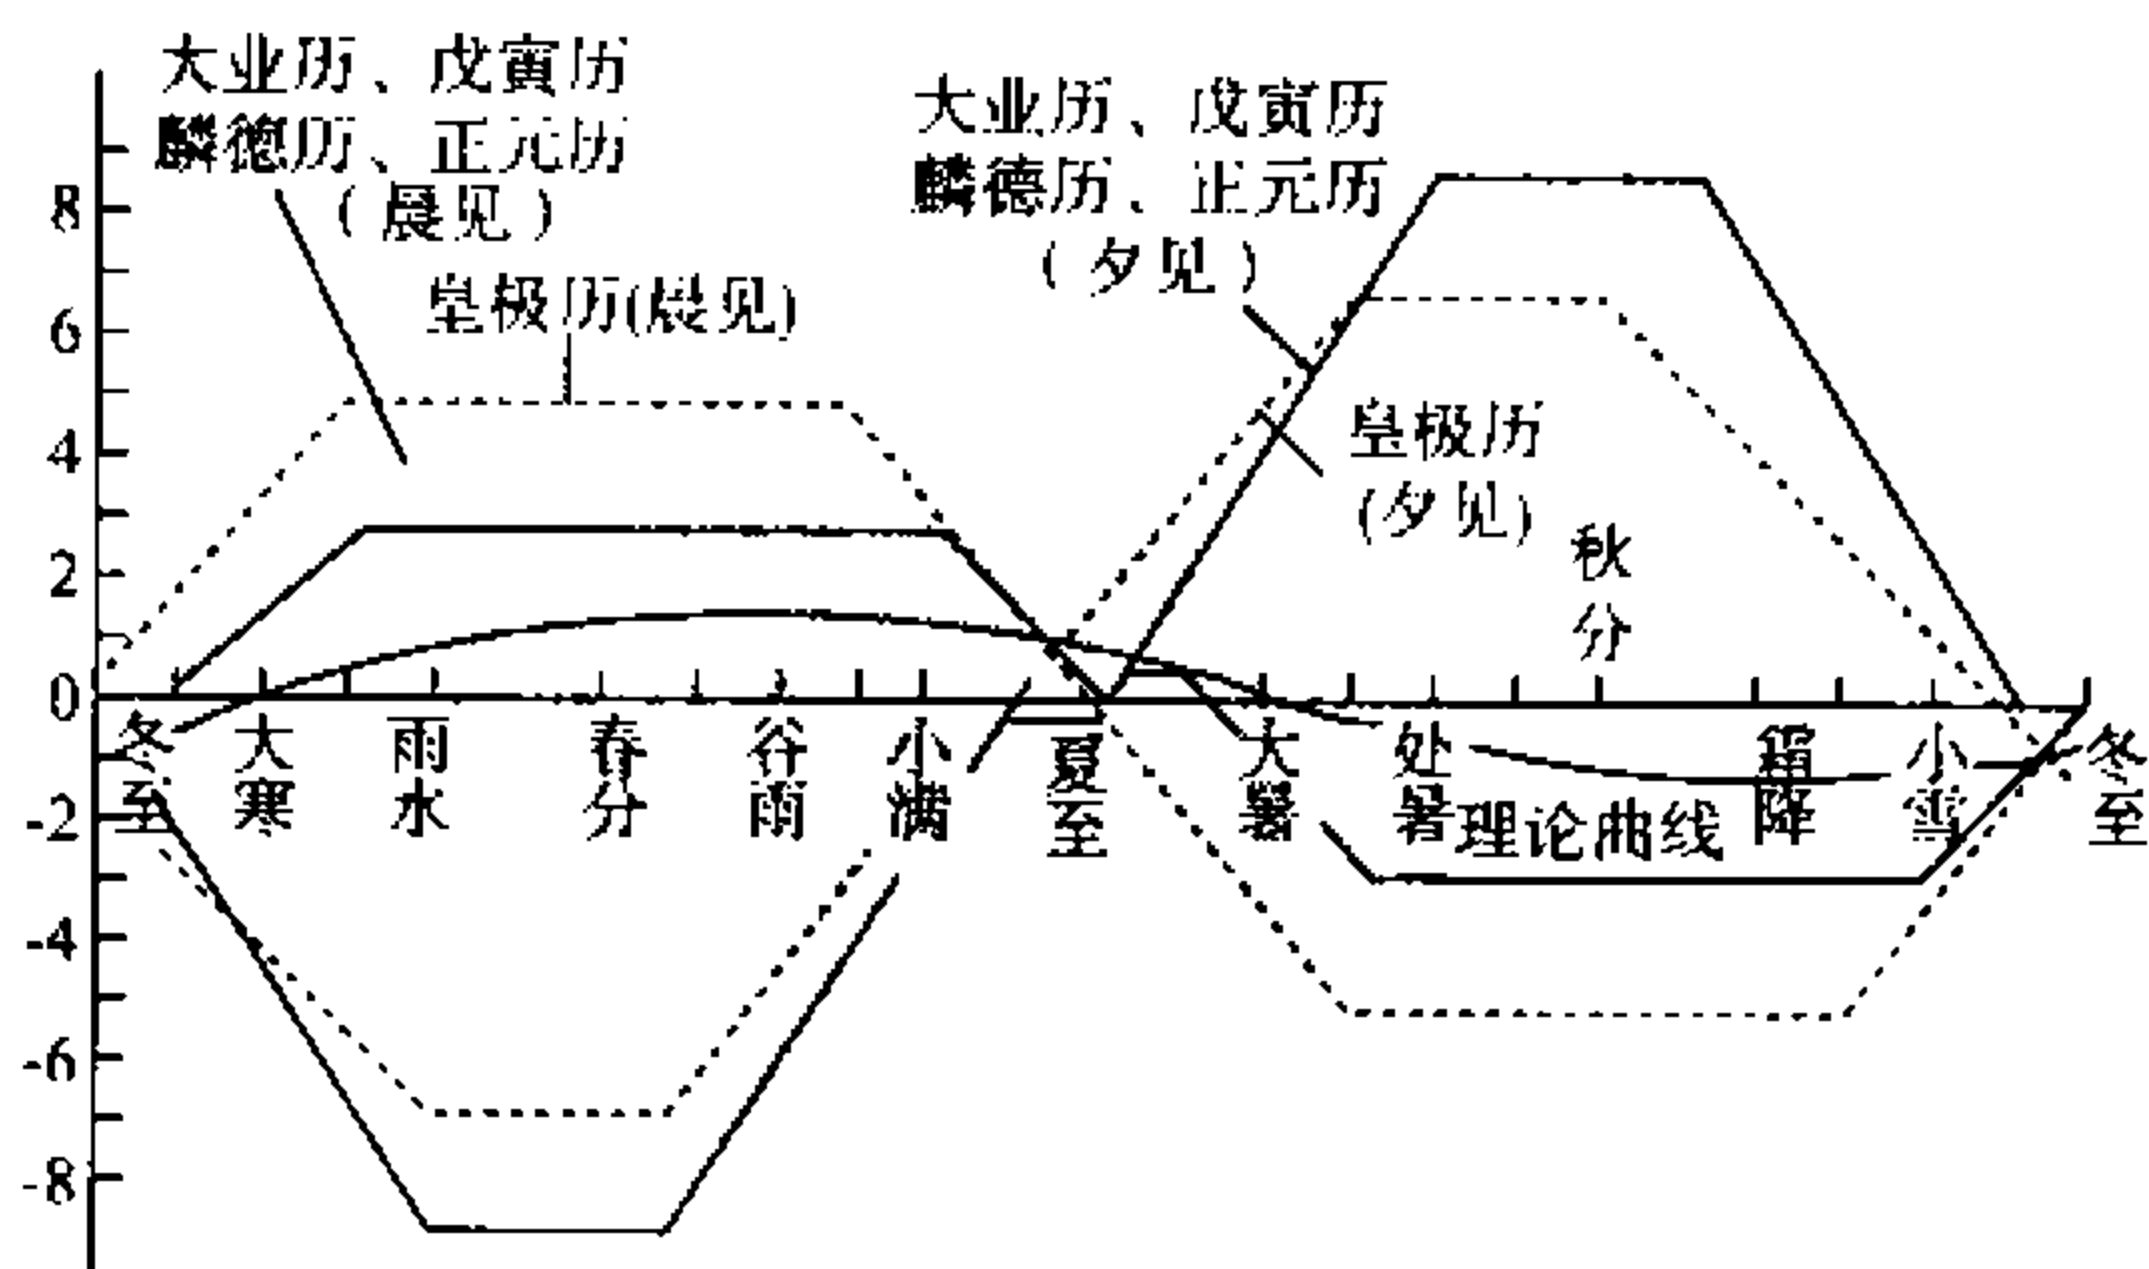 大业历、戊寅历
麟德历、正元历
(晨见)
皇极历(晨见)
大业历、戊寅历
麟德历、正元历
(夕见)
皇极历
(夕见)
秋分
8
6
4
2
0
-2
-4
-6
-8
冬至
大寒
雨水
春分
谷雨
小满
夏至
大暑
处暑
霜降
小雪
冬至
理论曲线